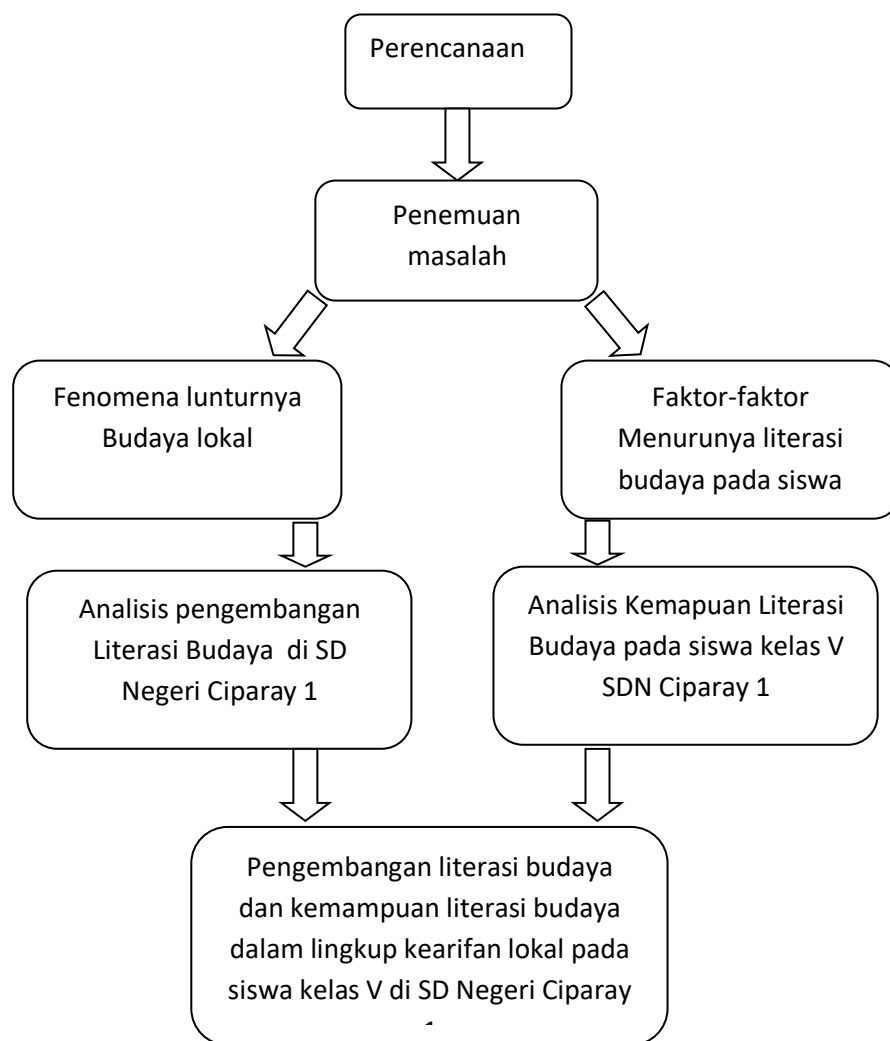 Perencanaan
Penemuan
masalah
Fenomena lunturnya
Budaya lokal
Faktor-faktor
Menurunya literasi
budaya pada siswa
Analisis pengembangan
Literasi Budaya di SD
Negeri Ciparay 1
Analisis Kemapuan Literasi
Budaya pada siswa kelas V
SDN Ciparay 1
Pengembangan literasi budaya
dan kemampuan literasi budaya
dalam lingkup kearifan lokal pada
siswa kelas V di SD Negeri Ciparay